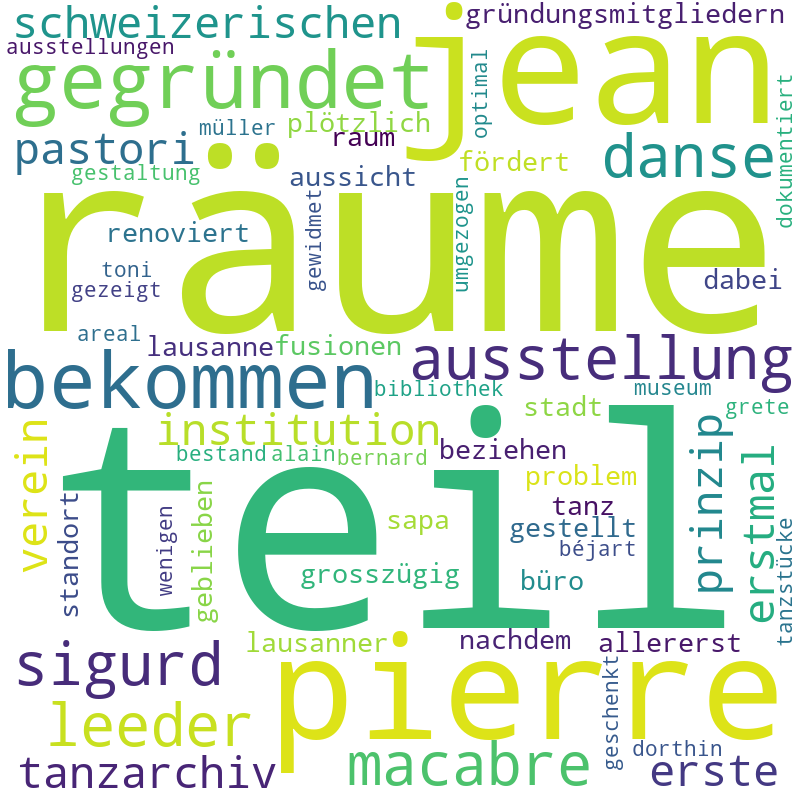 schweizerischen
jean
gründungsmitgliedern
ausstellungen
gegründet
optimal
müller
plötzlich
raum
pastori
danse
dokumentiert
gestaltung
aussicht
fördert
räume
gewidmet
umgezogen
renoviert
toni
gezeigt
dabei
areal
lausanne
fusionen
ausstellung
bekommen
bibliothek
museum
stadt
grete
teil
verein
institution
bestand
alain
bernard
beziehen
problem
prinzip
erstmal
standort
wenigen
geblieben
sapa
tanz
gestellt
béjart
tanzstücke
grosszügig
büro
sigurd
lausanner
nachdem
allererst
pierre
leeder
geschenkt
dorthin
macabre
tanzarchiv
erste